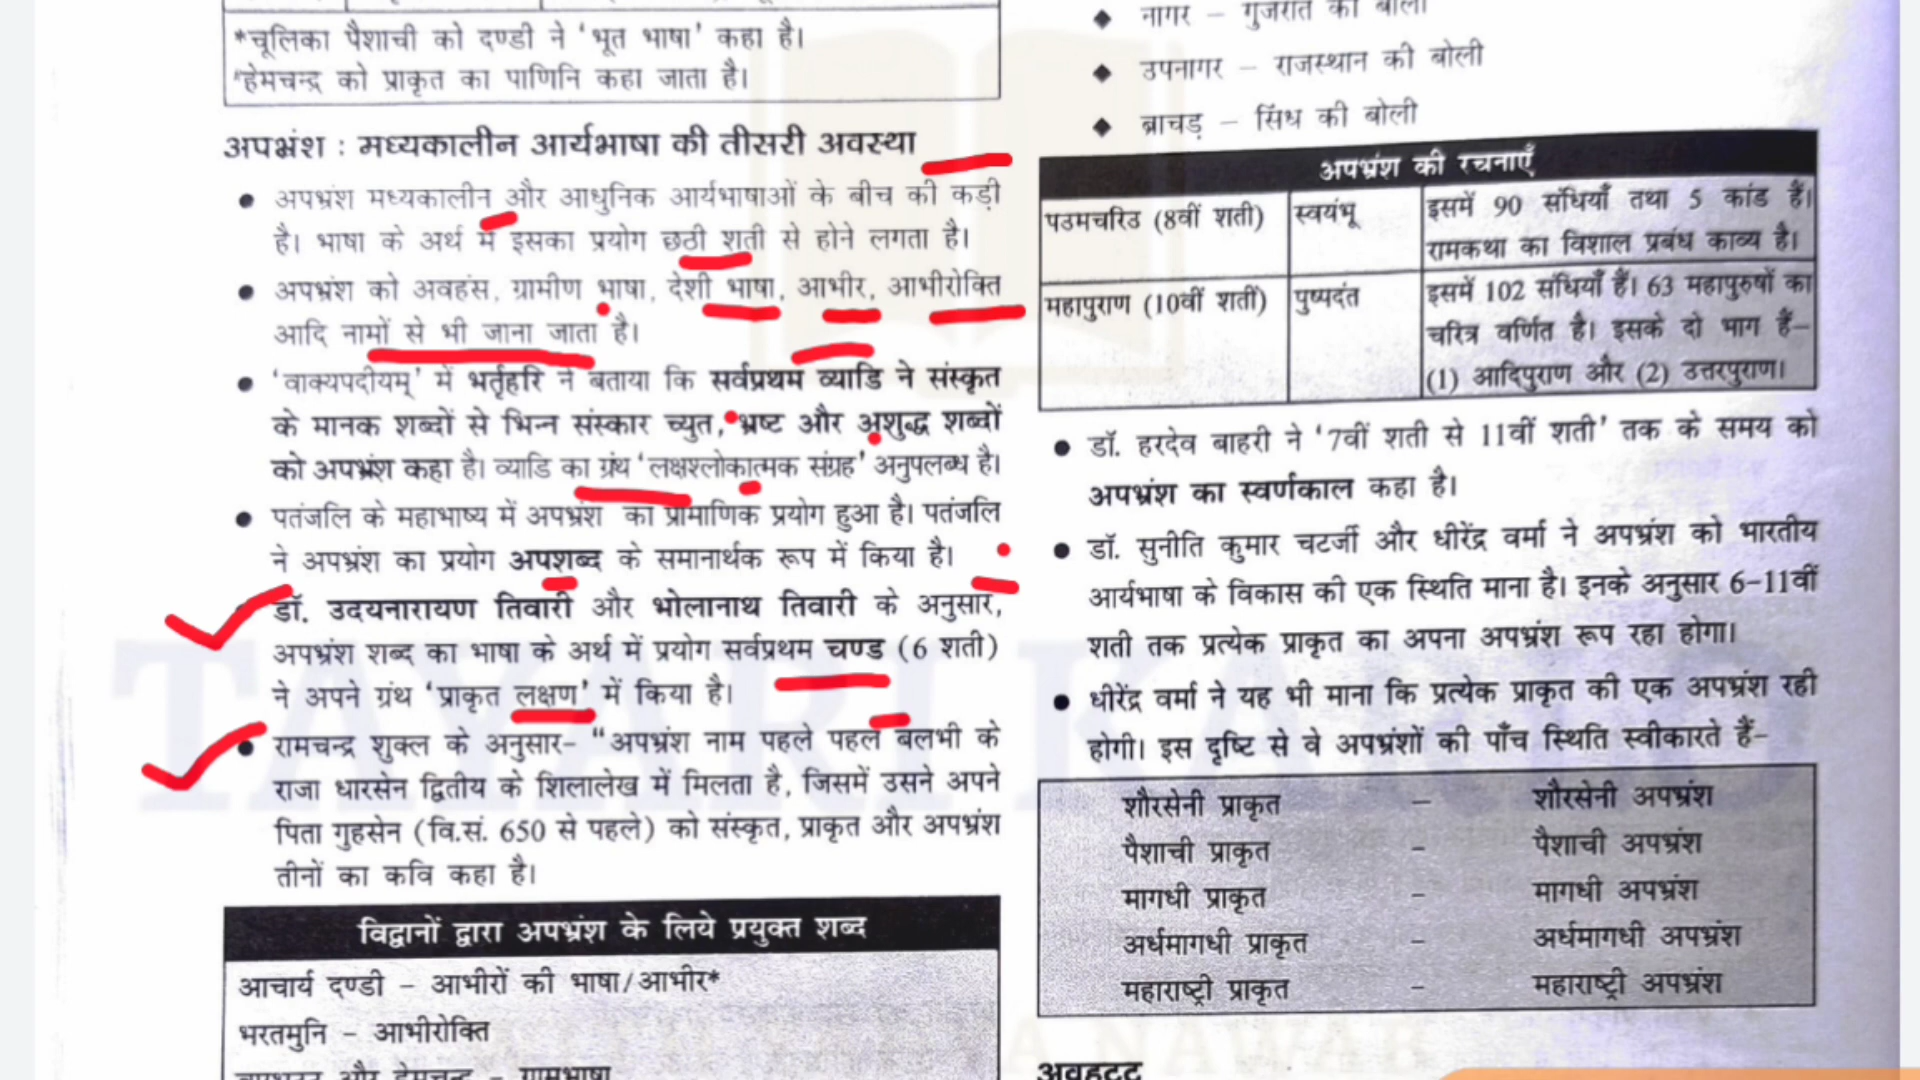 *चूलिका पैशाची को दण्डी ने 'भूत भाषा' कहा है।
*हेमचन्द्र को प्राकृत का पाणिनि कहा जाता है।
अपभ्रंश : मध्यकालीन आर्यभाषा की तीसरी अवस्था
● अपभ्रंश मध्यकालीन और आधुनिक आर्यभाषाओं के बीच की कड़ी
है। भाषा के अर्थ में इसका प्रयोग छठी शती से होने लगता है।
● अपभ्रंश को अवहंस, ग्रामीण भाषा, देशी भाषा, आभीर, आभीरोक्ति
आदि नामों से भी जाना जाता है।
● 'वाक्यपदीयम्' में भर्तृहरि ने बताया कि सर्वप्रथम व्याडि ने संस्कृत
के मानक शब्दों से भिन्न संस्कार च्युत, भ्रष्ट और अशुद्ध शब्दों
को अपभ्रंश कहा है। व्याडि का ग्रंथ 'लक्षश्लोकात्मक संग्रह' अनुपलब्ध है।
● पतंजलि के महाभाष्य में अपभ्रंश का प्रामाणिक प्रयोग हुआ है। पतंजलि
ने अपभ्रंश का प्रयोग अपशब्द के समानार्थक रूप में किया है।
● डॉ. उदयनारायण तिवारी और भोलानाथ तिवारी के अनुसार,
अपभ्रंश शब्द का भाषा के अर्थ में प्रयोग सर्वप्रथम चण्ड (6 शती)
ने अपने ग्रंथ 'प्राकृत लक्षण' में किया है।
● रामचन्द्र शुक्ल के अनुसार– "अपभ्रंश नाम पहले पहल बलभी के
राजा धारसेन द्वितीय के शिलालेख में मिलता है, जिसमें उसने अपने
पिता गुहसेन (वि.सं. 650 से पहले) को संस्कृत, प्राकृत और अपभ्रंश
तीनों का कवि कहा है।
विद्वानों द्वारा अपभ्रंश के लिये प्रयुक्त शब्द
आचार्य दण्डी – आभीरों की भाषा/आभीर*
भरतमुनि – आभीरोक्ति
और हेमचन्द्र – ग्रामभाषा
◆ नागर – गुजरात की बोली
◆ उपनागर – राजस्थान की बोली
◆ ब्राचड़ – सिंध की बोली
अपभ्रंश की रचनाएँ
पउमचरिउ (8वीं शती) स्वयंभू इसमें 90 संधियाँ तथा 5 कांड हैं।
रामकथा का विशाल प्रबंध काव्य है।
महापुराण (10वीं शती) पुष्पदंत इसमें 102 संधियाँ हैं। 63 महापुरुषों का
चरित्र वर्णित है। इसके दो भाग हैं–
(1) आदिपुराण और (2) उत्तरपुराण।
● डॉ. हरदेव बाहरी ने '7वीं शती से 11वीं शती' तक के समय को
अपभ्रंश का स्वर्णकाल कहा है।
● डॉ. सुनीति कुमार चटर्जी और धीरेंद्र वर्मा ने अपभ्रंश को भारतीय
आर्यभाषा के विकास की एक स्थिति माना है। इनके अनुसार 6–11वीं
शती तक प्रत्येक प्राकृत का अपना अपभ्रंश रूप रहा होगा।
● धीरेंद्र वर्मा ने यह भी माना कि प्रत्येक प्राकृत की एक अपभ्रंश रही
होगी। इस दृष्टि से वे अपभ्रंशों की पाँच स्थिति स्वीकारते हैं–
शौरसेनी प्राकृत – शौरसेनी अपभ्रंश
पैशाची प्राकृत – पैशाची अपभ्रंश
मागधी प्राकृत – मागधी अपभ्रंश
अर्धमागधी प्राकृत – अर्धमागधी अपभ्रंश
महाराष्ट्री प्राकृत – महाराष्ट्री अपभ्रंश
अवहट्ट